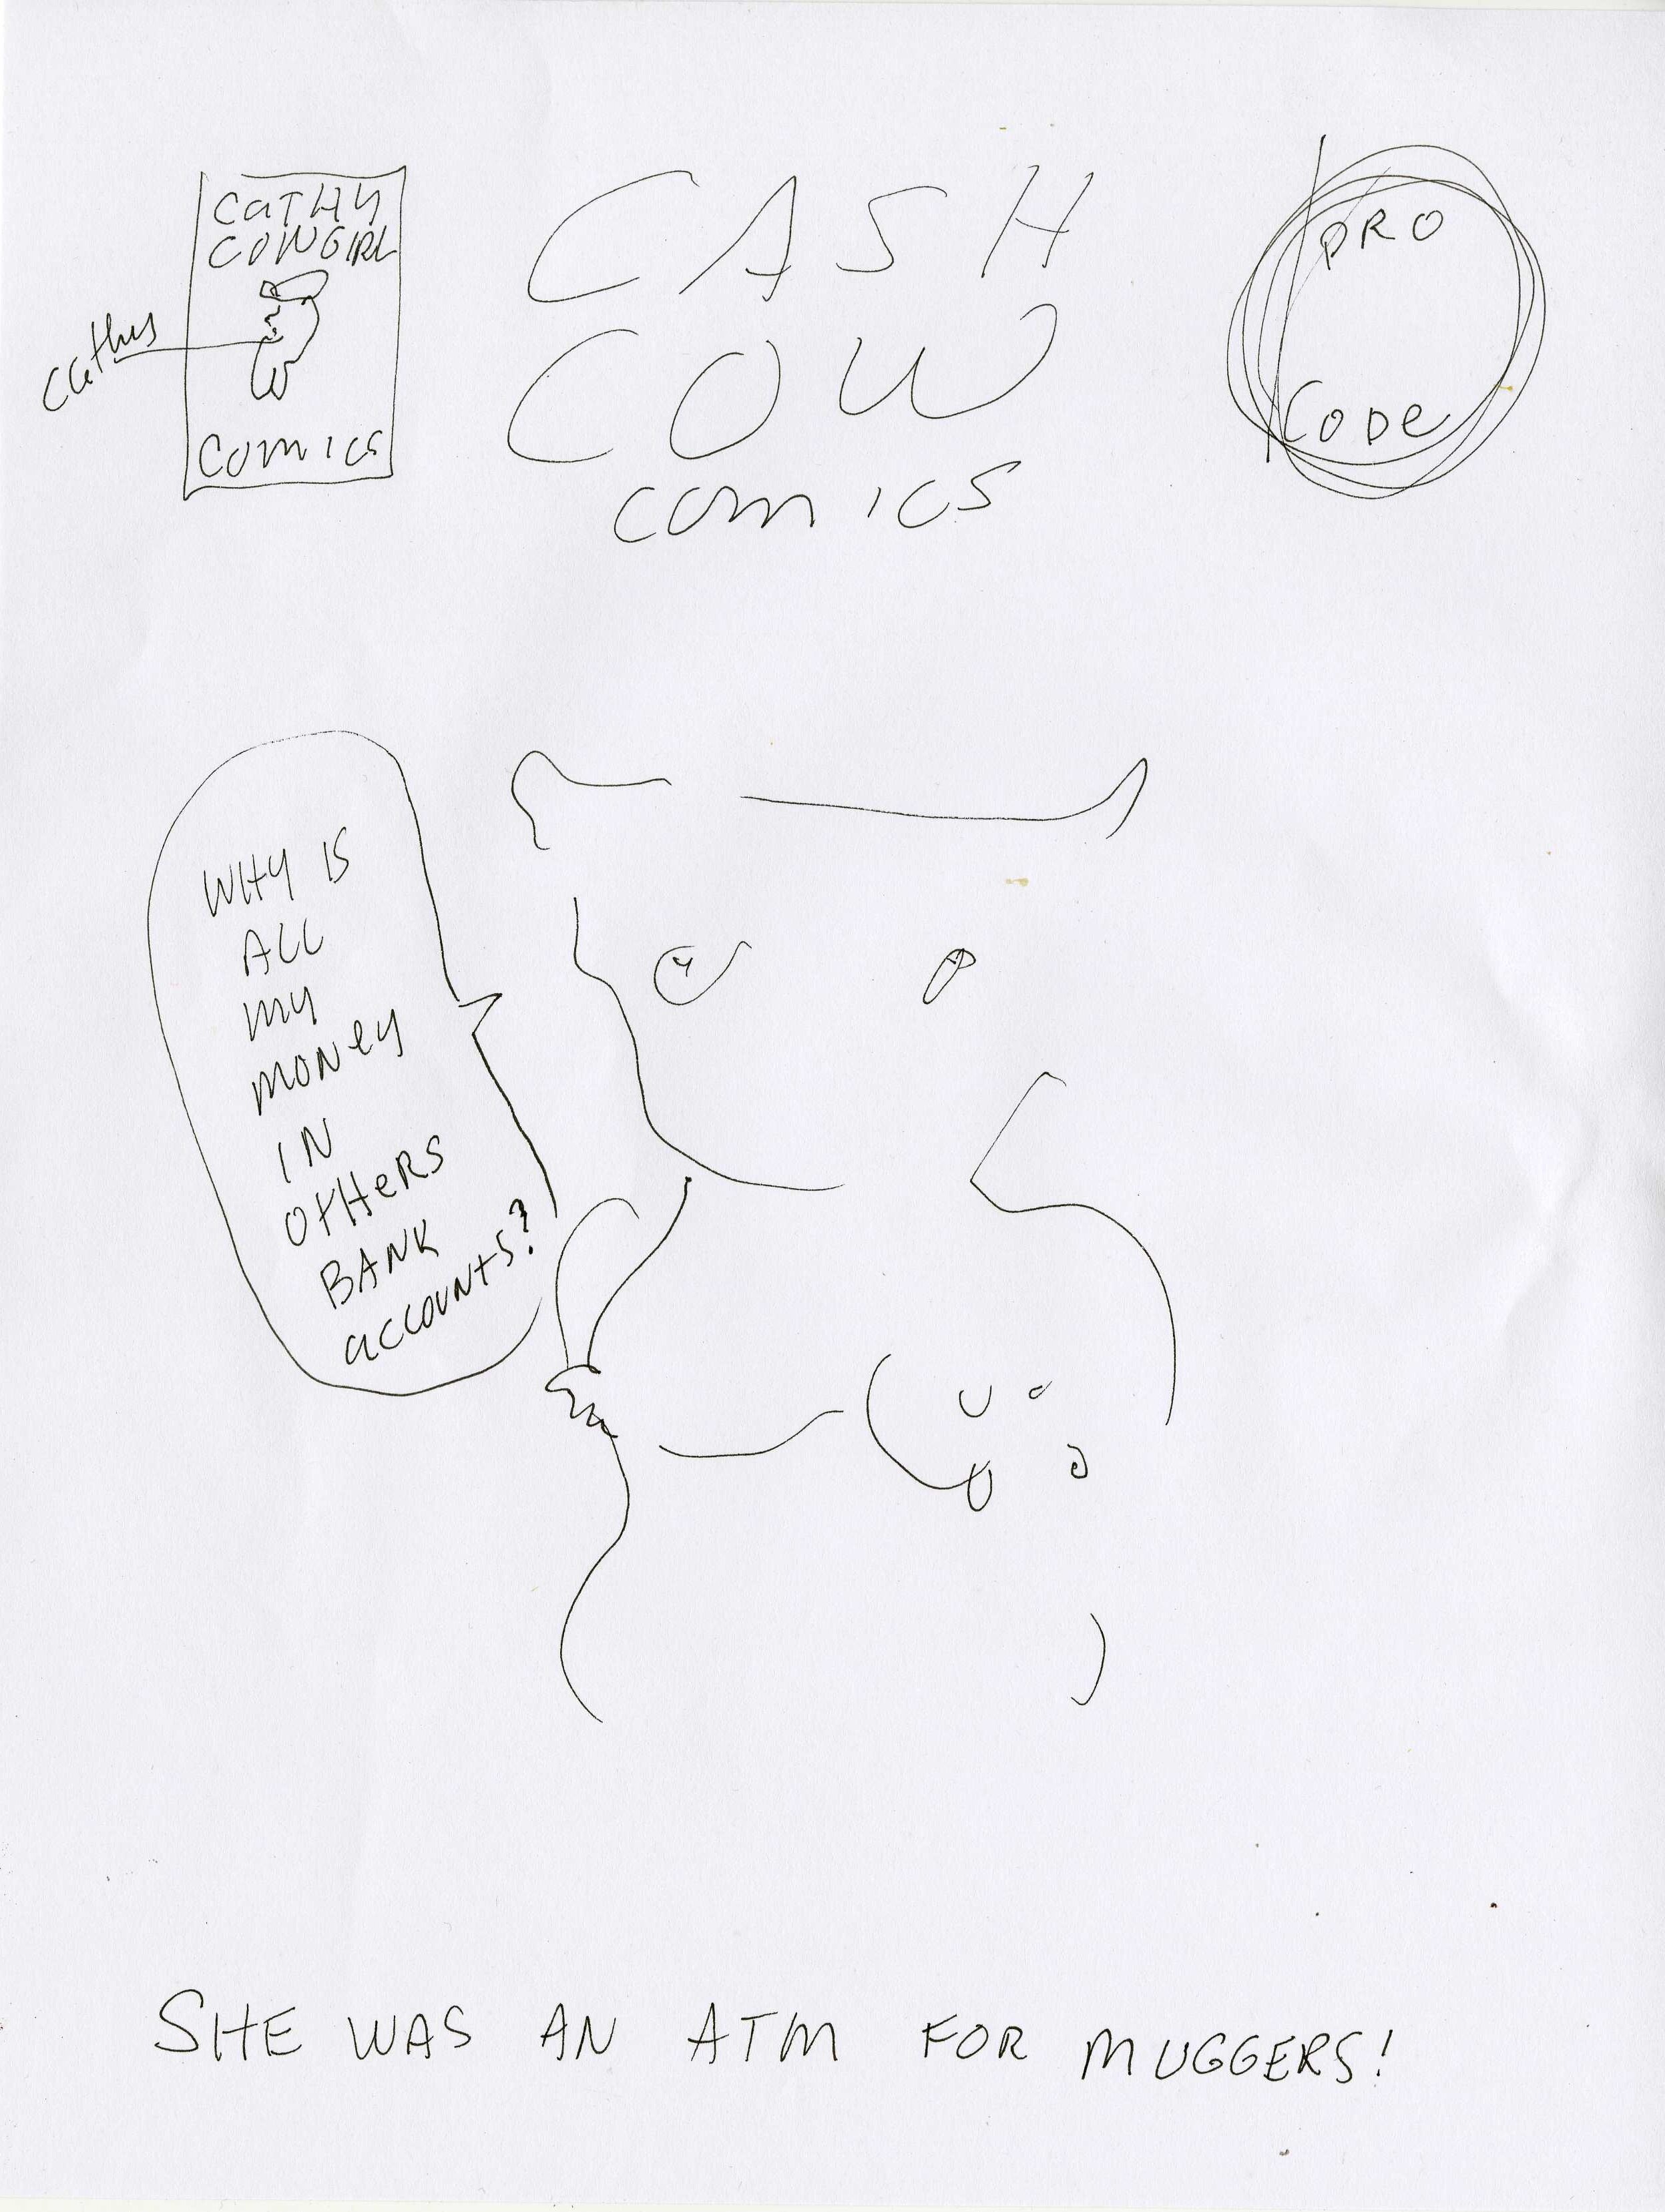 CATHY
COWGIRL
COMICS
CASH
COW
COMICS
PRO
CODE
WHY IS
ALL
MY
MONEY
IN
OTHERS
BANK
ACCOUNTS?
SHE WAS AN ATM FOR MUGGERS!